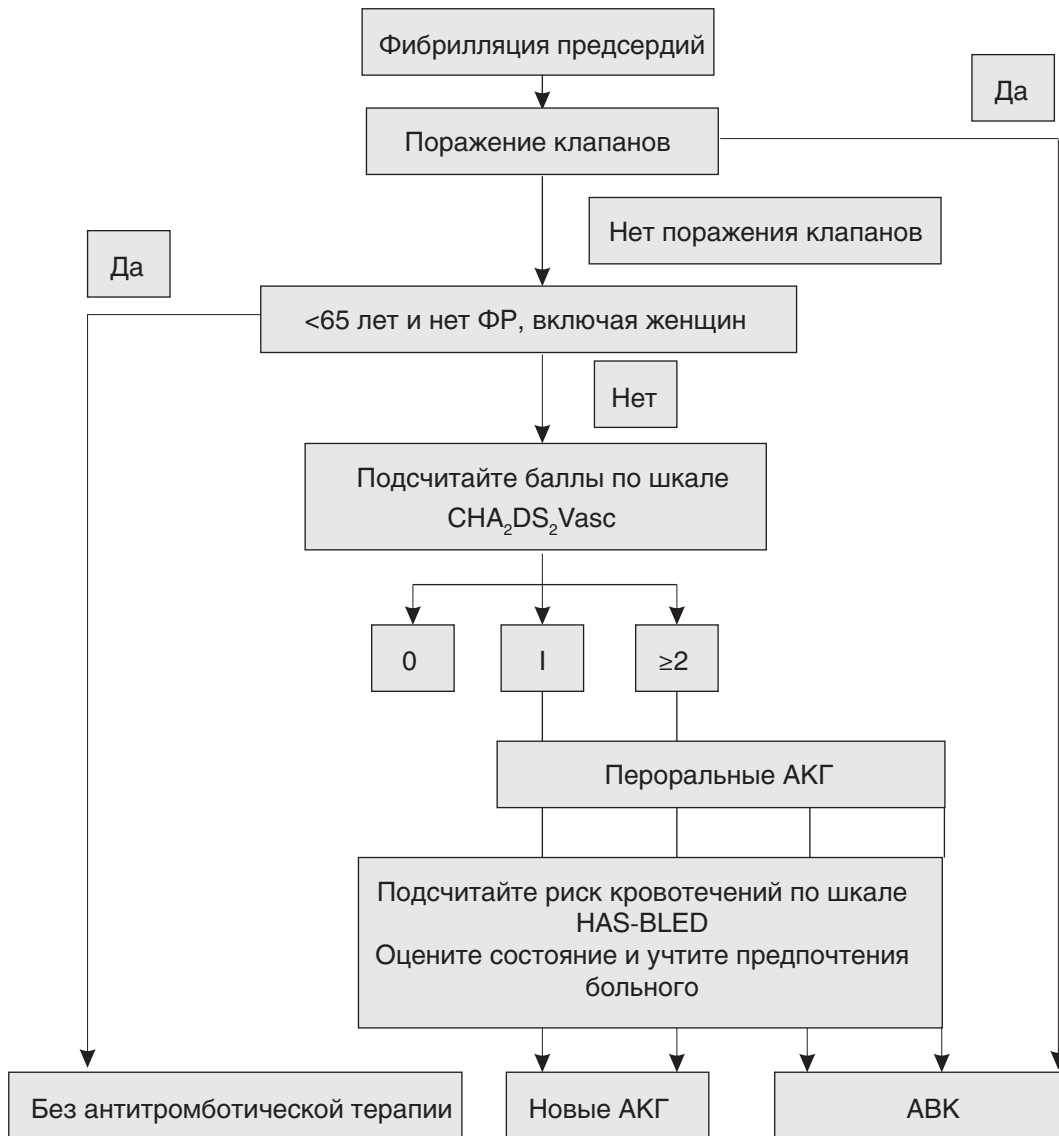 Фибрилляция предсердий
Да
Поражение клапанов
Нет поражения клапанов
Да
<65 лет и нет ФР, включая женщин
Нет
Подсчитайте баллы по шкале
CHA₂DS₂Vasc
0
I
≥2
Пероральные АКГ
Подсчитайте риск кровотечений по шкале
HAS-BLED
Оцените состояние и учтите предпочтения
больного
Без антитромботической терапии
Новые АКГ
АВК